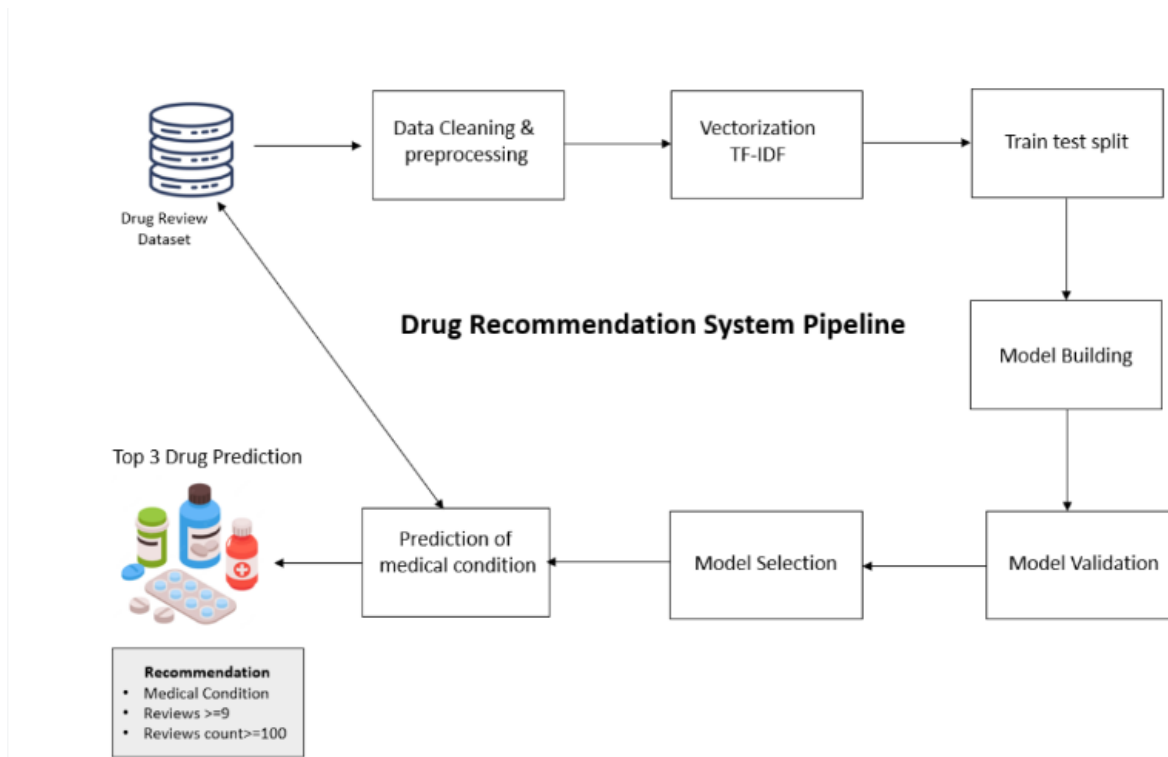 Data Cleaning &
preprocessing
Vectorization
TF-IDF
Train test split
Drug Review
Dataset
Drug Recommendation System Pipeline
Model Building
Top 3 Drug Prediction
Prediction of
medical condition
Model Selection
Model Validation
Recommendation
• Medical Condition
• Reviews >=9
• Reviews count>=100